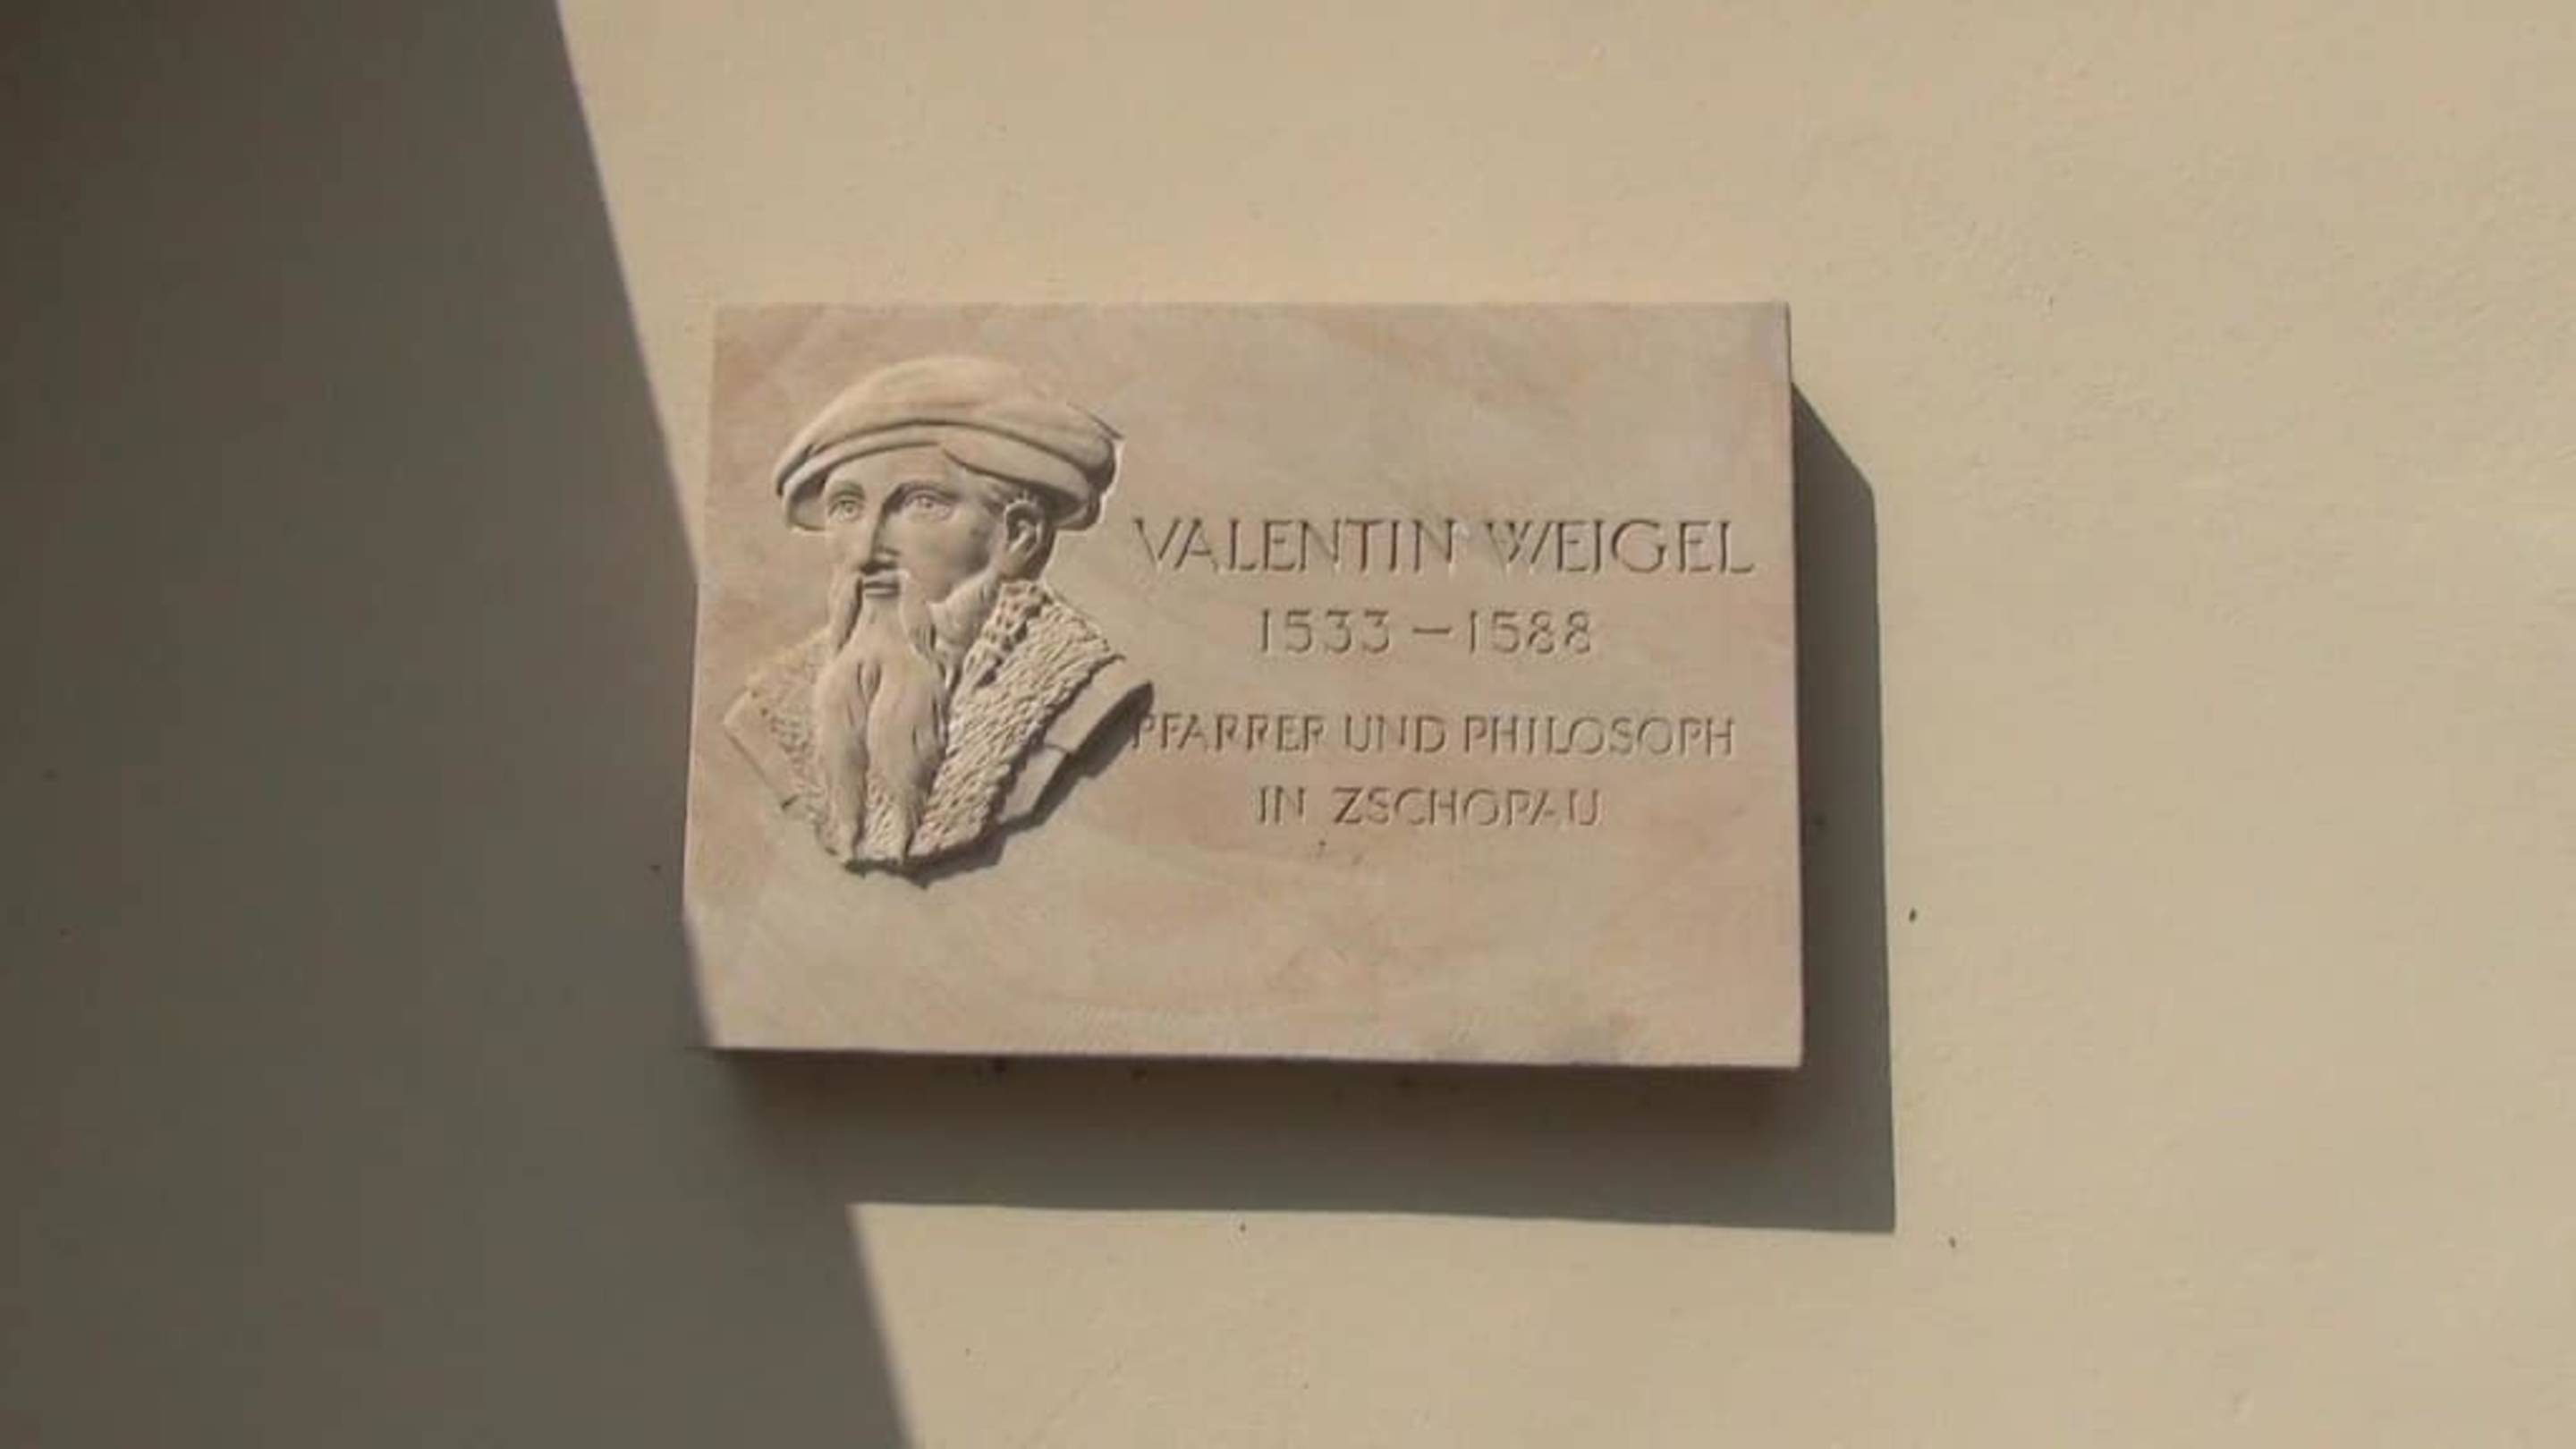 VALENTIN WEIGEL
1533 – 1588
PFARRER UND PHILOSOPH
IN ZSCHOPAU